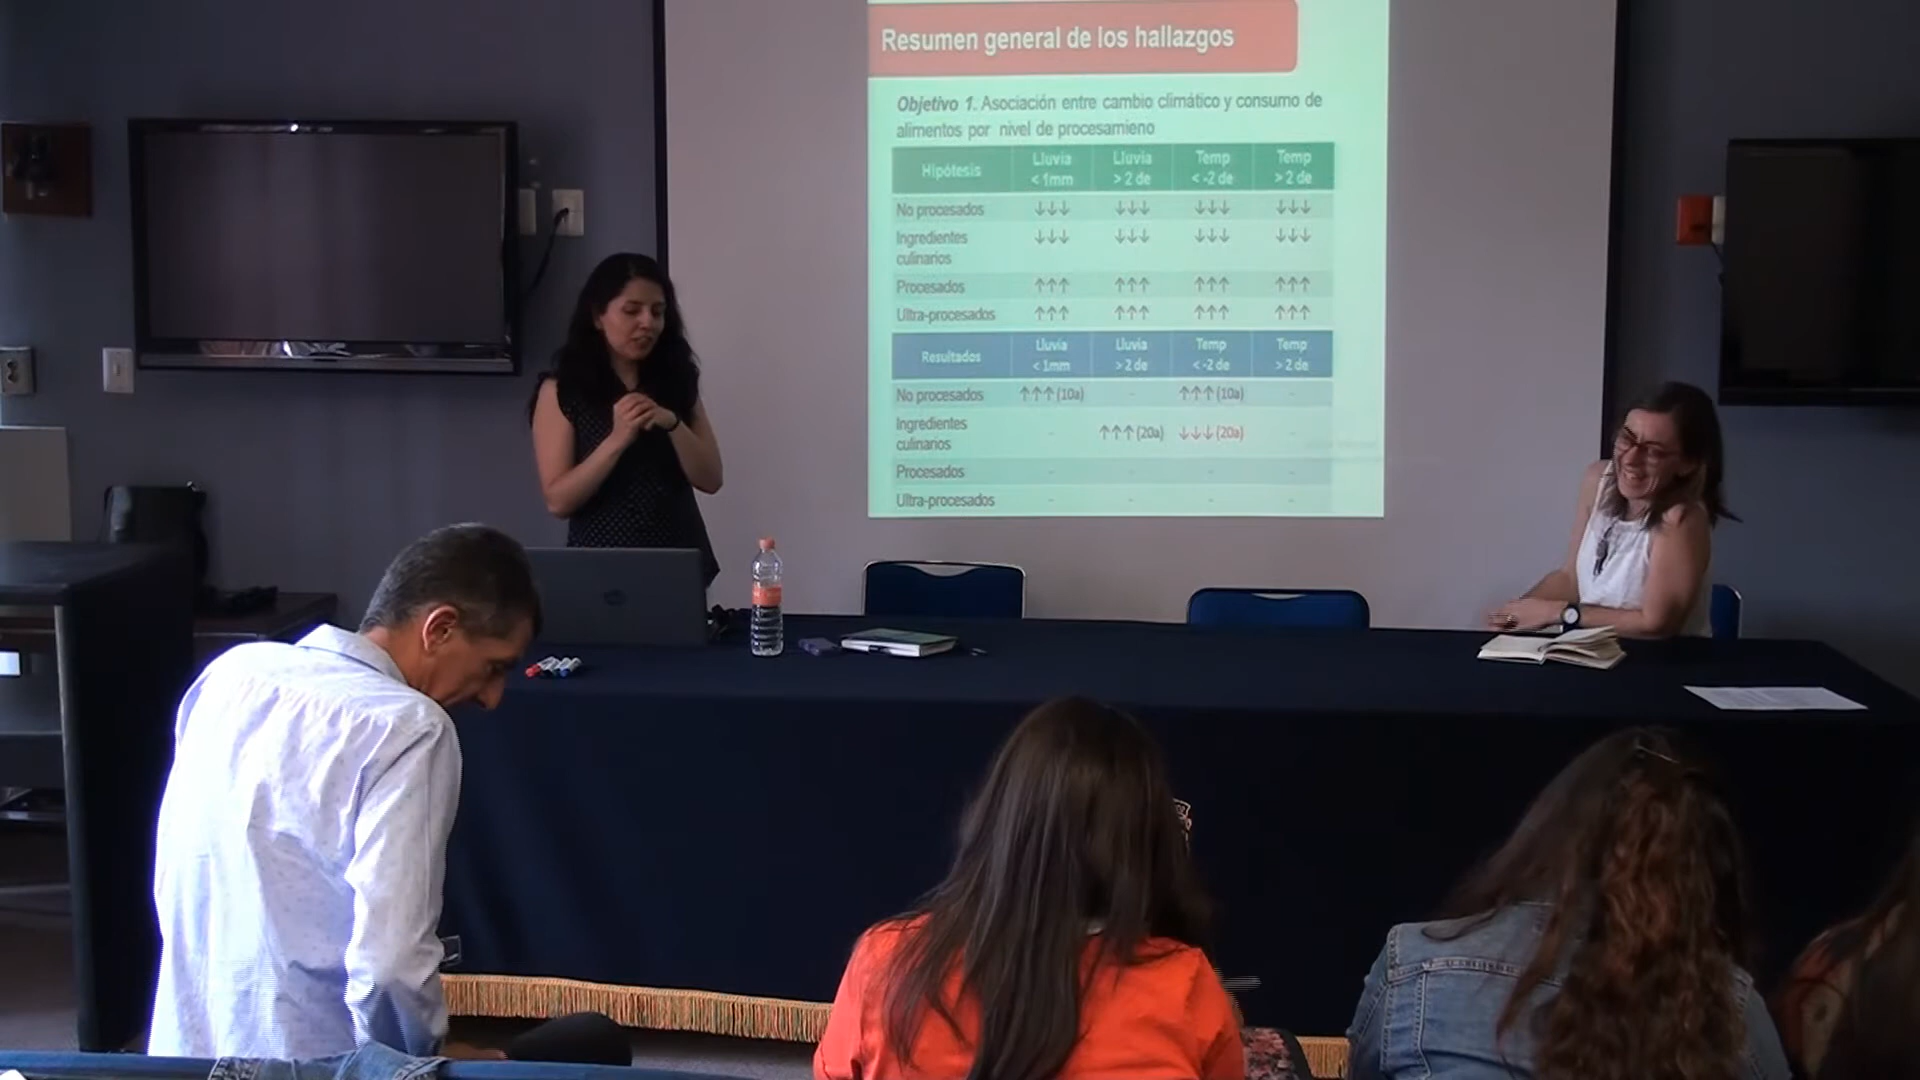 Resumen general de los hallazgos
Objetivo 1. Asociación entre cambio climático y consumo de
alimentos por nivel de procesamieno
Hipótesis Lluvia < 1mm Lluvia > 2 de Temp < -2 de Temp > 2 de
No procesados ↓↓↓ ↓↓↓ ↓↓↓ ↓↓↓
Ingredientes culinarios ↓↓↓ ↓↓↓ ↓↓↓ ↓↓↓
Procesados ↑↑↑ ↑↑↑ ↑↑↑ ↑↑↑
Ultra-procesados ↑↑↑ ↑↑↑ ↑↑↑ ↑↑↑
Resultados Lluvia < 1mm Lluvia > 2 de Temp < -2 de Temp > 2 de
No procesados ↑↑↑ (10a) - ↑↑↑ (10a) -
Ingredientes culinarios - ↑↑↑ (20a) ↓↓↓ (20a) -
Procesados - - - -
Ultra-procesados - - - -